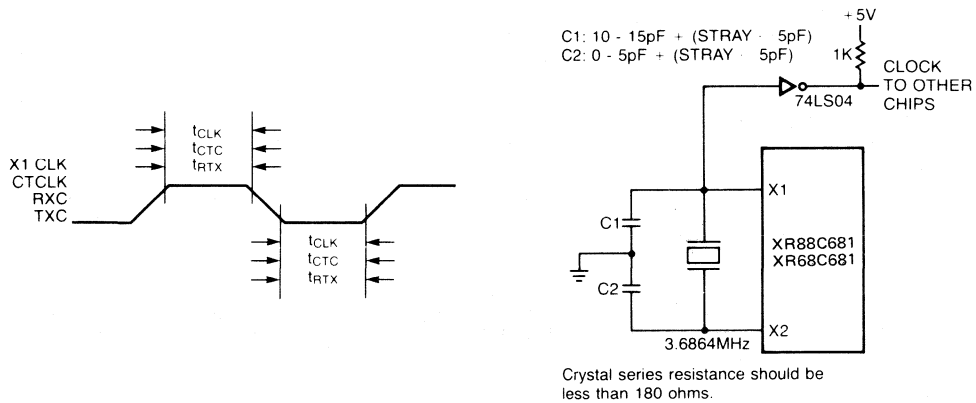 C1: 10 - 15pF + (STRAY · 5pF)
C2: 0 - 5pF + (STRAY · 5pF)
+5V
1K
CLOCK
TO OTHER
CHIPS
74LS04
tCLK
tCTC
tRTX
X1 CLK
CTCLK
RXC
TXC
tCLK
tCTC
tRTX
X1
C1
XR88C681
XR68C681
C2
X2
3.6864MHz
Crystal series resistance should be
less than 180 ohms.